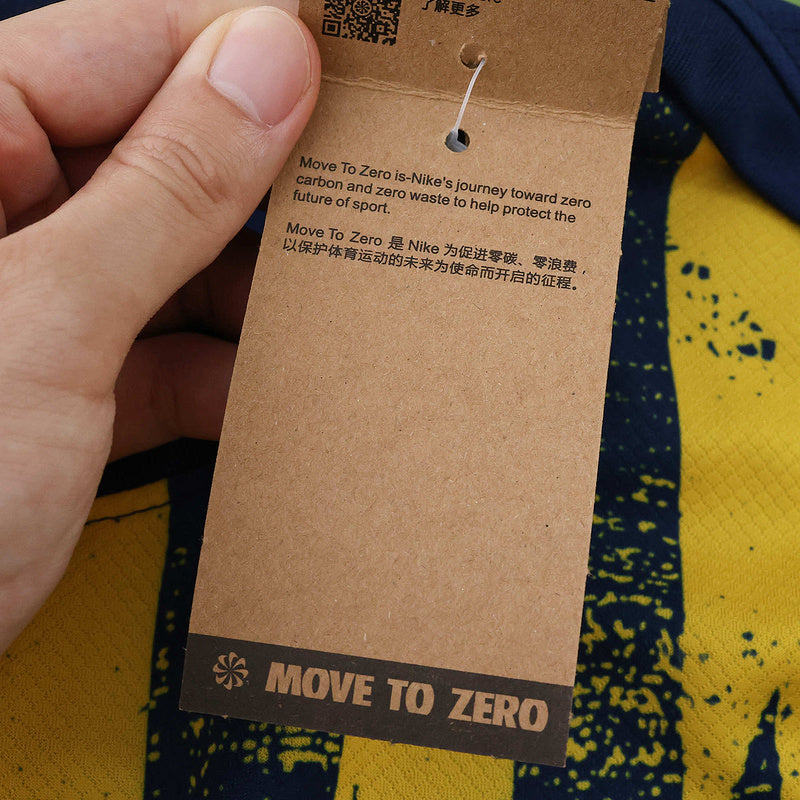 了解更多
Move To Zero is-Nike's journey toward zero
carbon and zero waste to help protect the
future of sport.
Move To Zero 是 Nike 为促进零碳、零浪费，
以保护体育运动的未来为使命而开启的征程。
MOVE TO ZERO